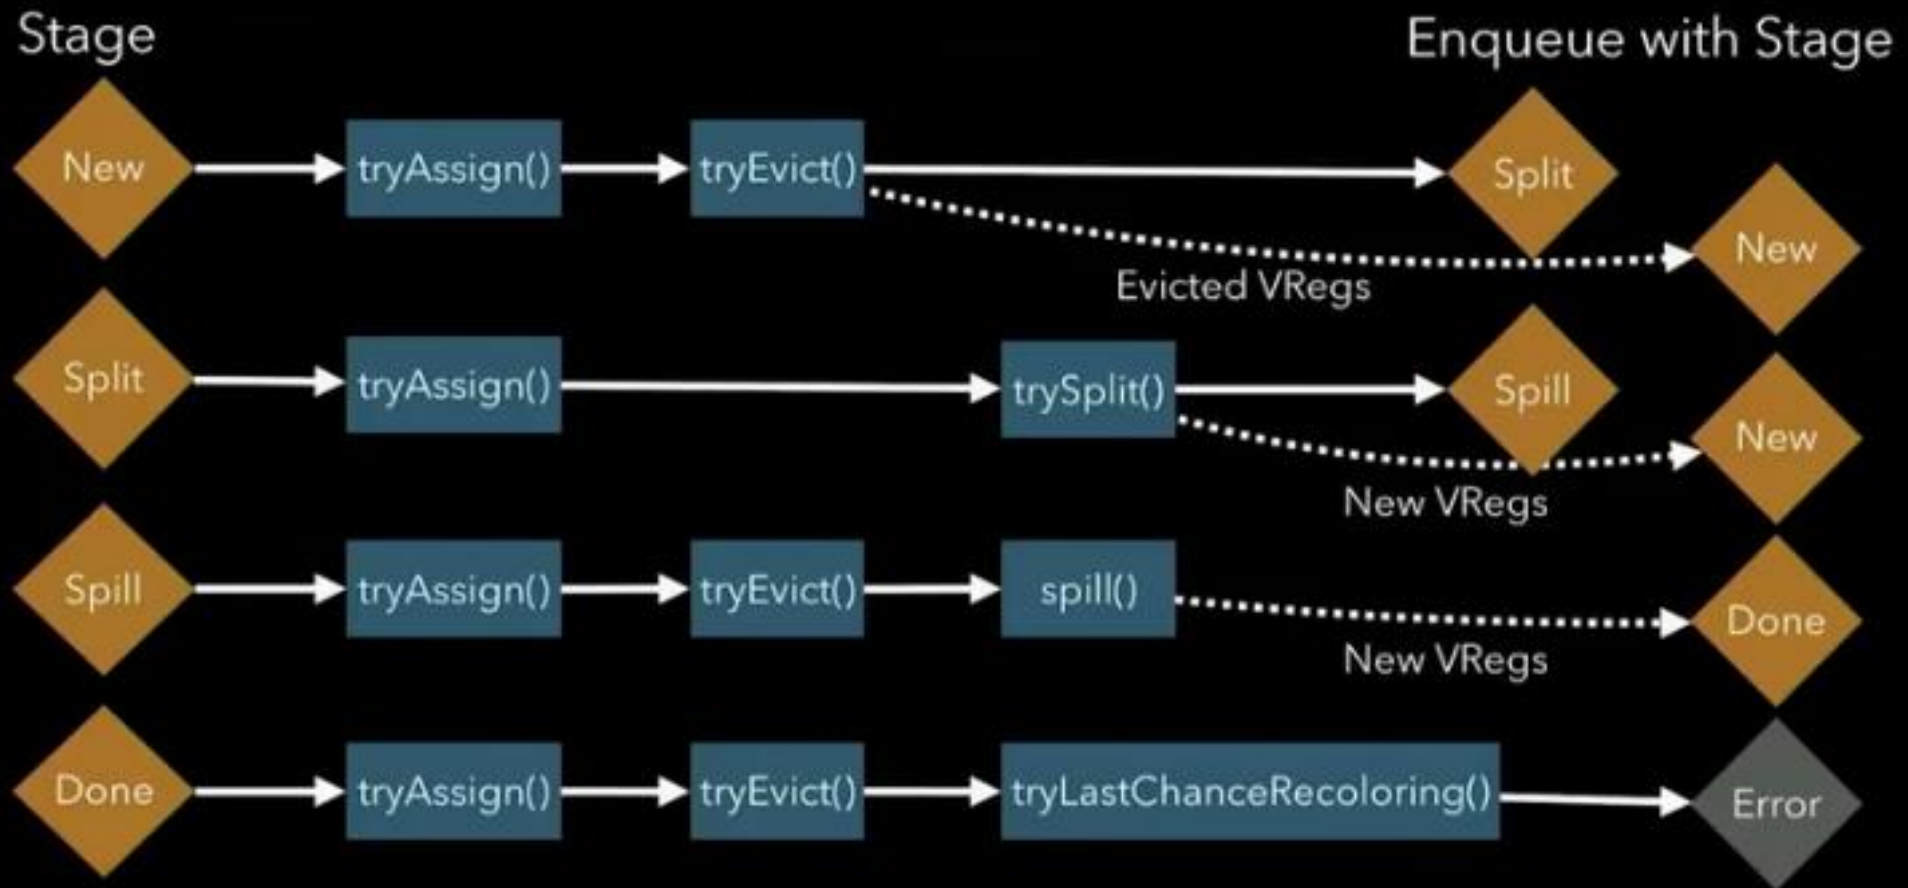 Stage
Enqueue with Stage
New
tryAssign()
tryEvict()
Split
New
Evicted VRegs
Split
tryAssign()
trySplit()
Spill
New
New VRegs
Spill
tryAssign()
tryEvict()
spill()
Done
New VRegs
Done
tryAssign()
tryEvict()
tryLastChanceRecoloring()
Error